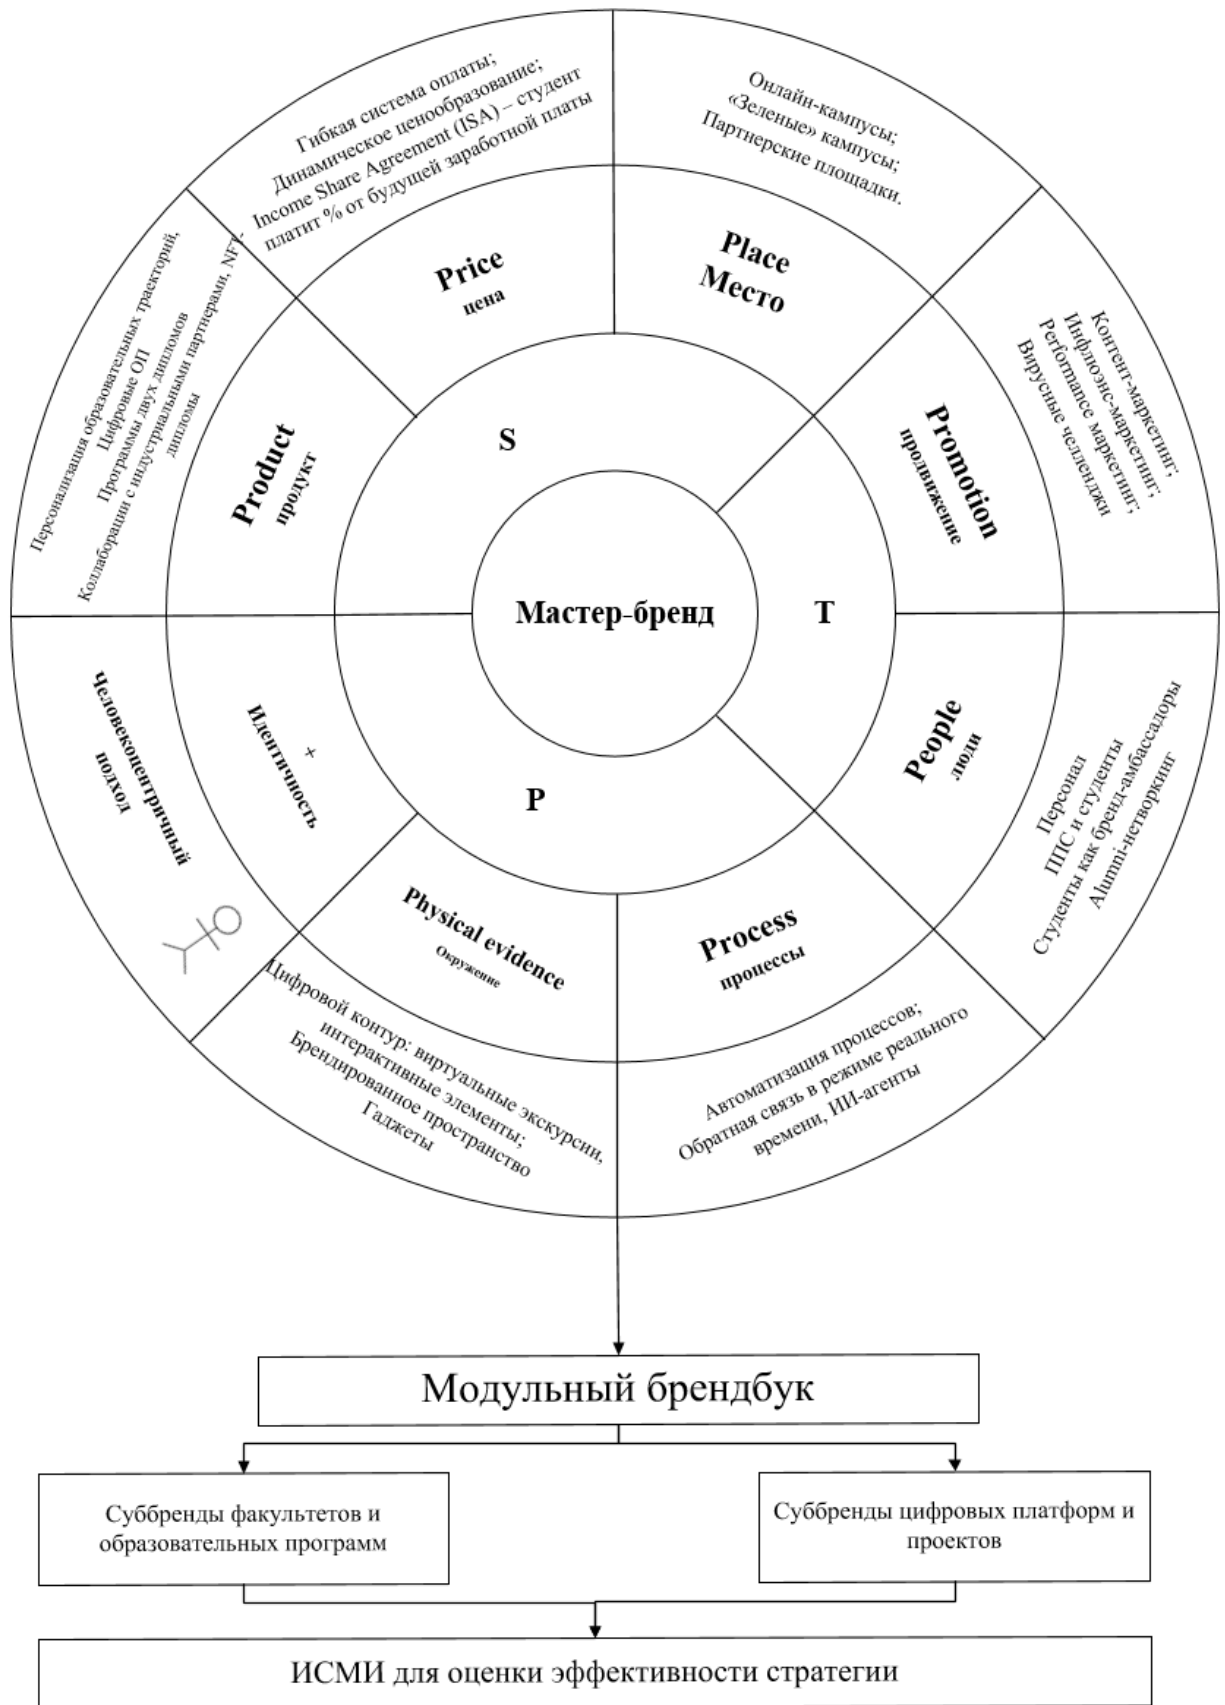 Гибкая система оплаты;
Динамическое ценообразование;
Income Share Agreement (ISA) – студент
платит % от будущей заработной платы
Онлайн-кампусы;
«Зеленые» кампусы;
Партнерские площадки.
Контент-маркетинг;
Инфлюэнс-маркетинг;
Performance маркетинг;
Вирусные челленджи
Персонал
ППС и студенты
Студенты как бренд-амбассадоры
Alumni-нетворкинг
Автоматизация процессов;
Обратная связь в режиме реального
времени, ИИ-агенты
Цифровой контур: виртуальные экскурсии,
интерактивные элементы;
Брендированное пространство
Гаджеты
Человекоцентричный
подход
Персонализация образовательных траекторий,
Цифровые ОП
Программы двух дипломов
Коллаборации с индустриальными партнерами, NFT-
дипломы
Price
цена
Place
Место
Promotion
продвижение
People
люди
Process
процессы
Physical evidence
Окружение
+
Идентичность
Product
продукт
S
T
P
Мастер-бренд
Модульный брендбук
Суббренды факультетов и
образовательных программ
Суббренды цифровых платформ и
проектов
ИСМИ для оценки эффективности стратегии